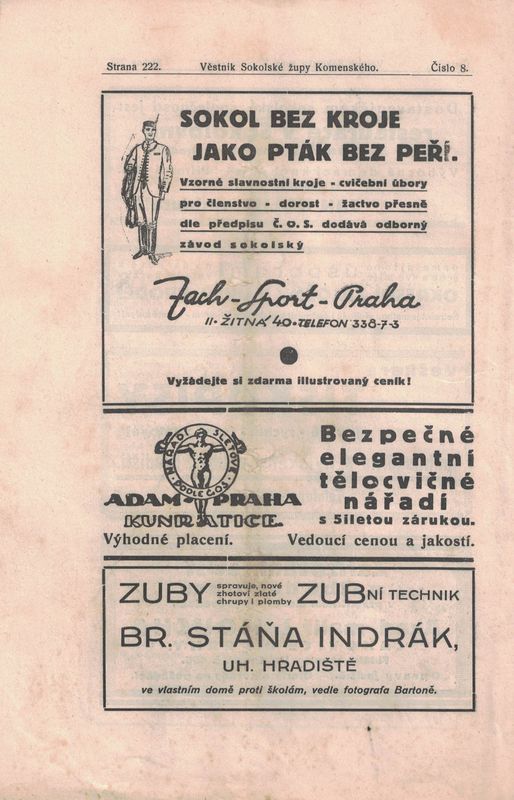 Strana 222. Věstník Sokolské župy Komenského. Číslo 8.
SOKOL BEZ KROJE
JAKO PTÁK BEZ PEŘÍ.
Vzorné slavnostní kroje - cvičební úbory
pro členstvo - dorost - žactvo přesně
dle předpisu Č. O. S. dodává odborný
závod sokolský
Zach-Sport-Praha
II. ŽITNÁ 40. TELEFON 338-7-3
Vyžádejte si zdarma illustrovaný ceník!
NÁŘADÍ SLETOVÉ
PODLE ČOS.
ADAM-PRAHA
KUNRATICE.
Výhodné placení.
Bezpečné
elegantní
tělocvičné
nářadí
s 5iletou zárukou.
Vedoucí cenou a jakostí.
ZUBY spravuje, nové
zhotoví zlaté
chrupy i plomby ZUBNÍ TECHNIK
BR. STÁŇA INDRÁK,
UH. HRADIŠTĚ
ve vlastním domě proti školám, vedle fotografa Bartoně.